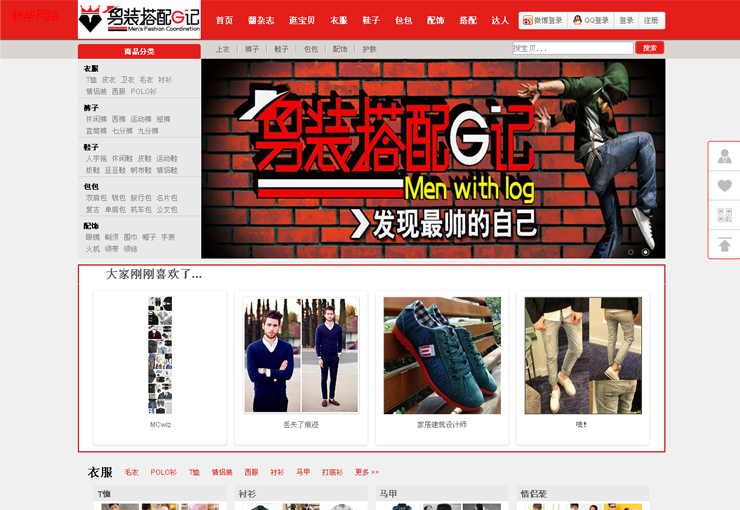 联华网络
男装搭配G记
Men's Fashion Coordination
首页 翻杂志 逛宝贝 衣服 鞋子 包包 配饰 搭配 达人
微博登录 QQ登录 登录 注册
商品分类
上衣 裤子 鞋子 包包 配饰 护肤
搜宝贝... 搜索
衣服
T恤 皮衣 卫衣 毛衣 衬衫
情侣装 西服 POLO衫
裤子
休闲裤 西裤 运动裤 短裤
直筒裤 七分裤 九分裤
鞋子
人字拖 休闲鞋 皮鞋 运动鞋
板鞋 豆豆鞋 帆布鞋 情侣鞋
包包
双肩包 钱包 旅行包 名片包
复古 单肩包 机车包 公文包
配饰
眼镜 剃须 围巾 帽子 手表
火机 领带 领结
男装搭配G记
Men with log
发现最帅的自己
大家刚刚喜欢了...
MCwiz
丢失了痕迹
家居建筑设计师
衣服 毛衣 POLO衫 T恤 情侣装 西服 衬衫 马甲 打底衫 更多 >>
T恤 衬衫 马甲 情侣装